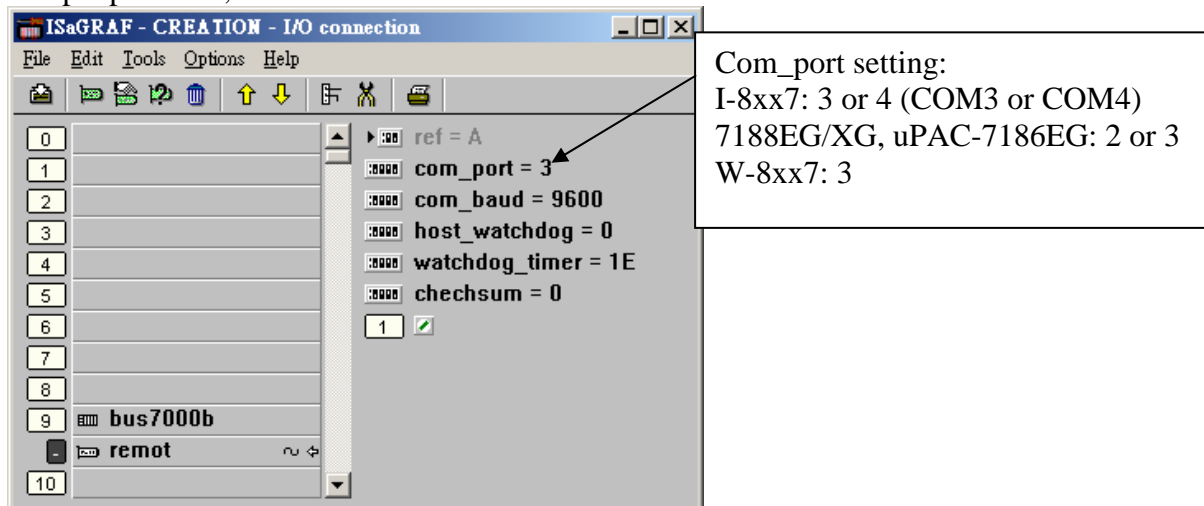 ISaGRAF - CREATION - I/O connection
File Edit Tools Options Help
0
1
2
3
4
5
6
7
8
9 bus7000b
- remot
10
ref = A
com_port = 3
com_baud = 9600
host_watchdog = 0
watchdog_timer = 1E
chechsum = 0
1
Com_port setting:
I-8xx7: 3 or 4 (COM3 or COM4)
7188EG/XG, uPAC-7186EG: 2 or 3
W-8xx7: 3